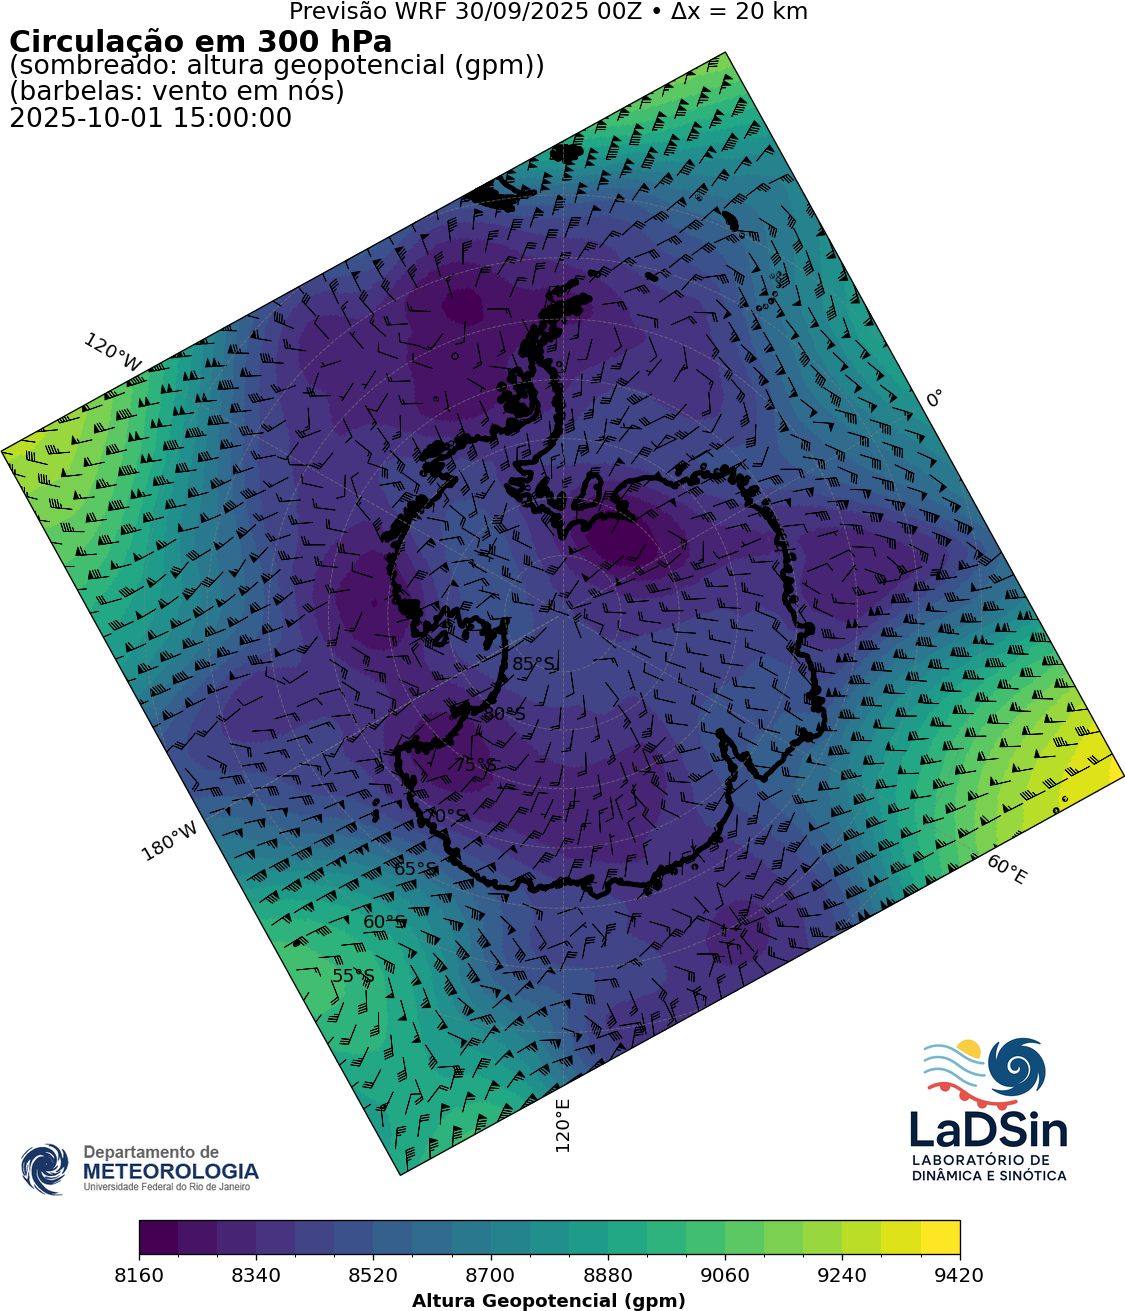 Previsão WRF 30/09/2025 00Z • Δx = 20 km
Circulação em 300 hPa
(sombreado: altura geopotencial (gpm))
(barbelas: vento em nós)
2025-10-01 15:00:00
120°W
0°
85°S
80°S
75°S
70°S
180°W
65°S
60°E
60°S
55°S
120°E
LaDSin
LABORATÓRIO DE
DINÂMICA E SINÓTICA
Departamento de
METEOROLOGIA
Universidade Federal do Rio de Janeiro
8160 8340 8520 8700 8880 9060 9240 9420
Altura Geopotencial (gpm)